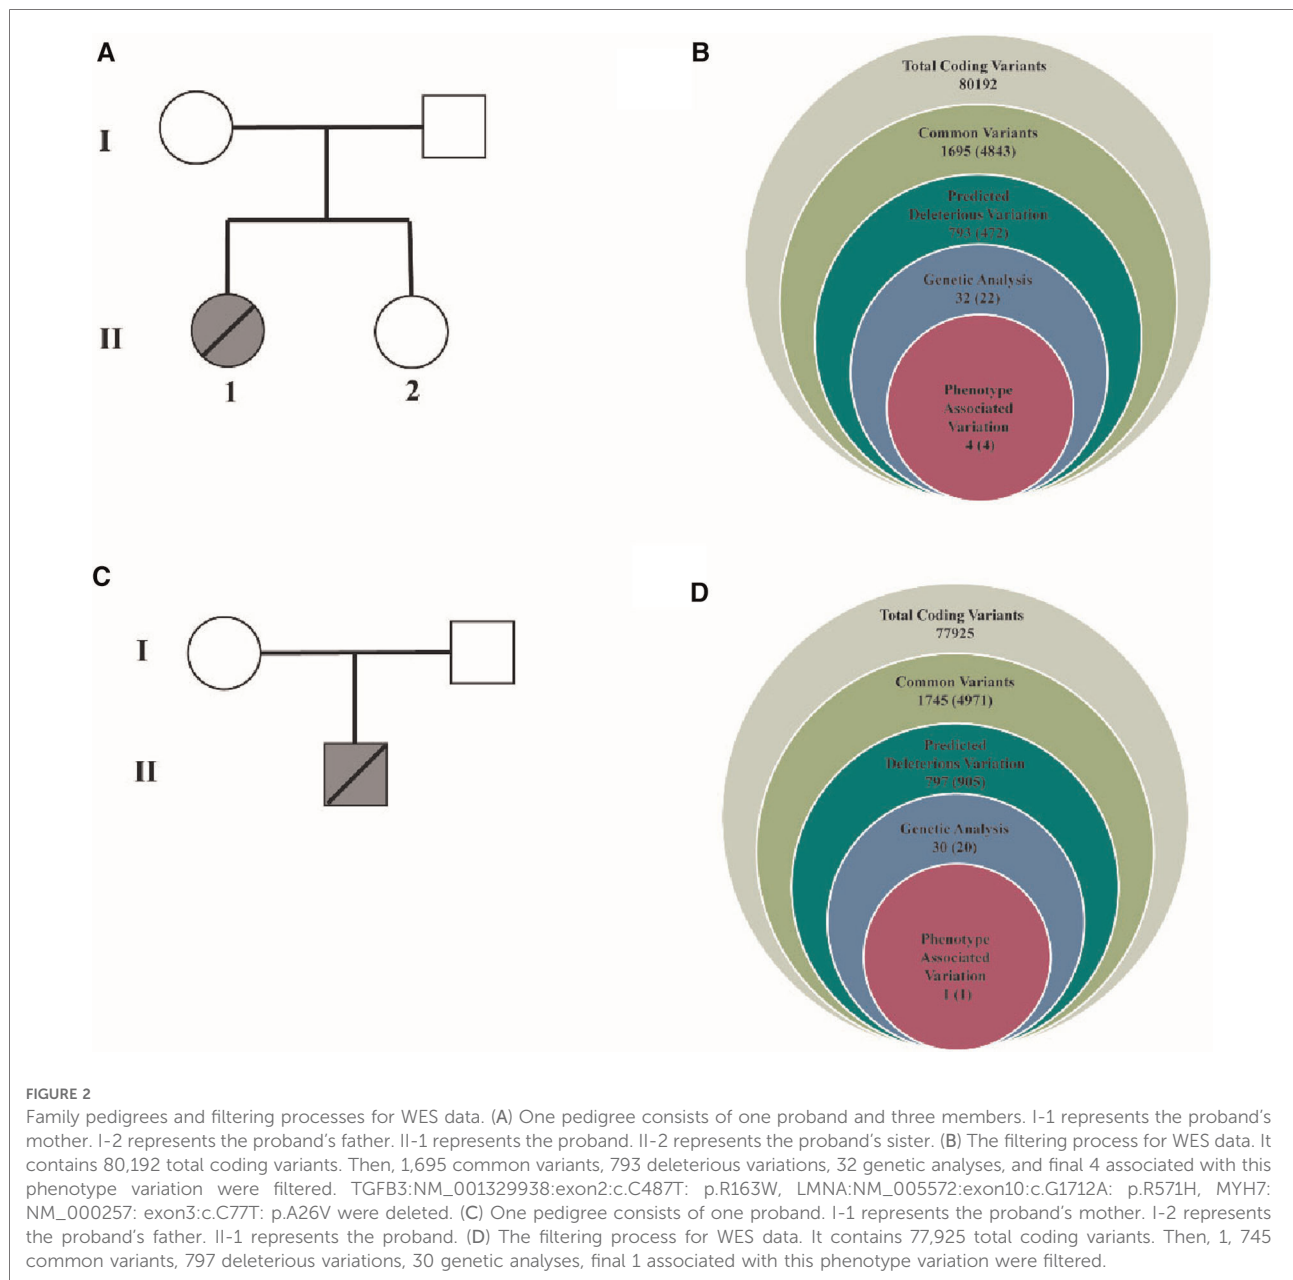 A
I
II
1
2
B
Total Coding Variants
80192
Common Variants
1695 (4843)
Predicted
Deleterious Variation
793 (472)
Genetic Analysis
32 (22)
Phenotype
Associated
Variation
4 (4)
C
I
II
D
Total Coding Variants
77925
Common Variants
1745 (4971)
Predicted
Deleterious Variation
797 (905)
Genetic Analysis
30 (20)
Phenotype
Associated
Variation
1 (1)
FIGURE 2
Family pedigrees and filtering processes for WES data. (A) One pedigree consists of one proband and three members. I-1 represents the proband's
mother. I-2 represents the proband's father. II-1 represents the proband. II-2 represents the proband's sister. (B) The filtering process for WES data. It
contains 80,192 total coding variants. Then, 1,695 common variants, 793 deleterious variations, 32 genetic analyses, and final 4 associated with this
phenotype variation were filtered. TGFB3:NM_001329938:exon2:c.C487T: p.R163W, LMNA:NM_005572:exon10:c.G1712A: p.R571H, MYH7:
NM_000257: exon3:c.C77T: p.A26V were deleted. (C) One pedigree consists of one proband. I-1 represents the proband's mother. I-2 represents
the proband's father. II-1 represents the proband. (D) The filtering process for WES data. It contains 77,925 total coding variants. Then, 1, 745
common variants, 797 deleterious variations, 30 genetic analyses, final 1 associated with this phenotype variation were filtered.